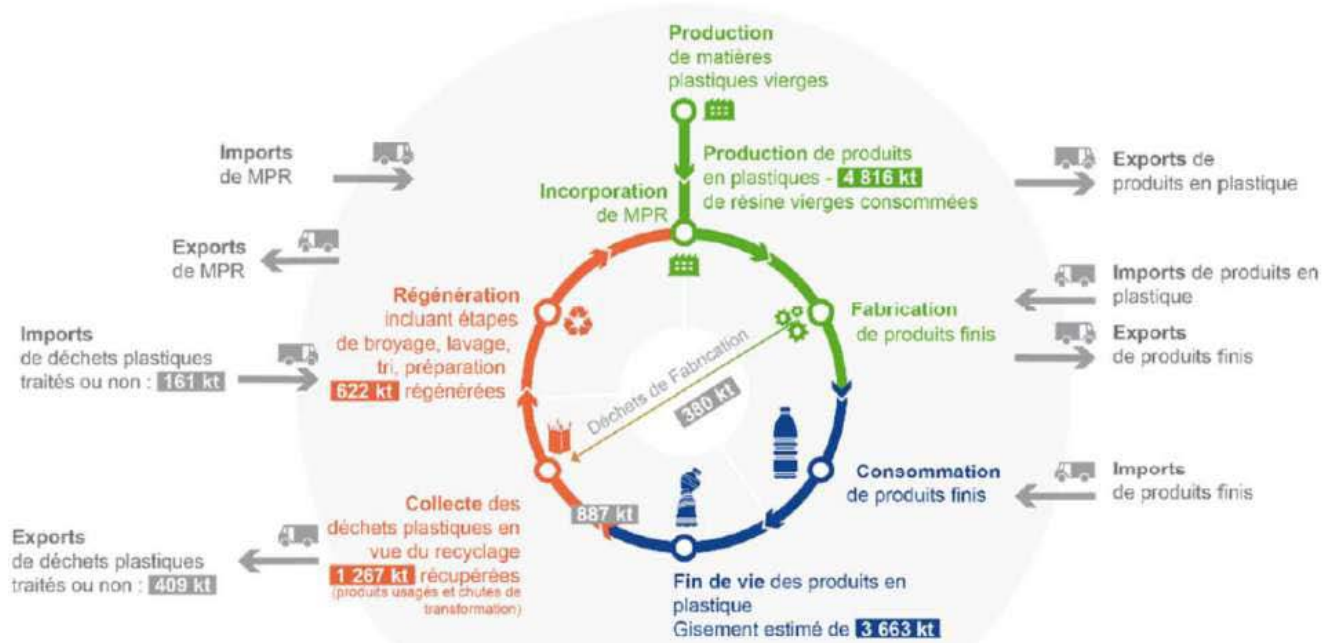 Production
de matières
plastiques vierges
Production de produits
en plastiques - 4 816 kt
de résine vierges consommées
Incorporation
de MPR
Imports
de MPR
Exports
de MPR
Exports de
produits en plastique
Imports de produits en
plastique
Exports
de produits finis
Fabrication
de produits finis
Régénération
incluant étapes
de broyage, lavage,
tri, préparation
622 kt régénérées
Imports
de déchets plastiques
traités ou non : 161 kt
Déchets de Fabrication
380 kt
Consommation
de produits finis
Imports
de produits finis
887 kt
Collecte des
déchets plastiques en
vue du recyclage
1 267 kt récupérées
(produits usagés et chutes de
transformation)
Exports
de déchets plastiques
traités ou non : 409 kt
Fin de vie des produits en
plastique
Gisement estimé de 3 663 kt